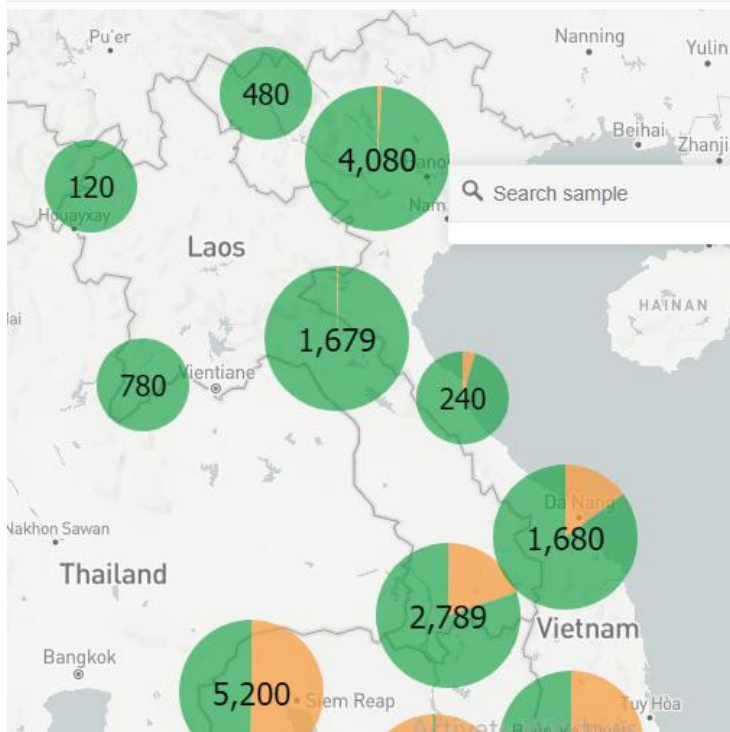 Pu'er
Nanning
Yulin
480
4,080
Beihai
Zhanji
120
Houayxay
Nam
Search sample
Laos
HAINAN
1,679
780
Vientiane
240
Da Nang
Nakhon Sawan
1,680
Thailand
2,789
Vietnam
Bangkok
5,200
Siem Reap
Tuy Hòa